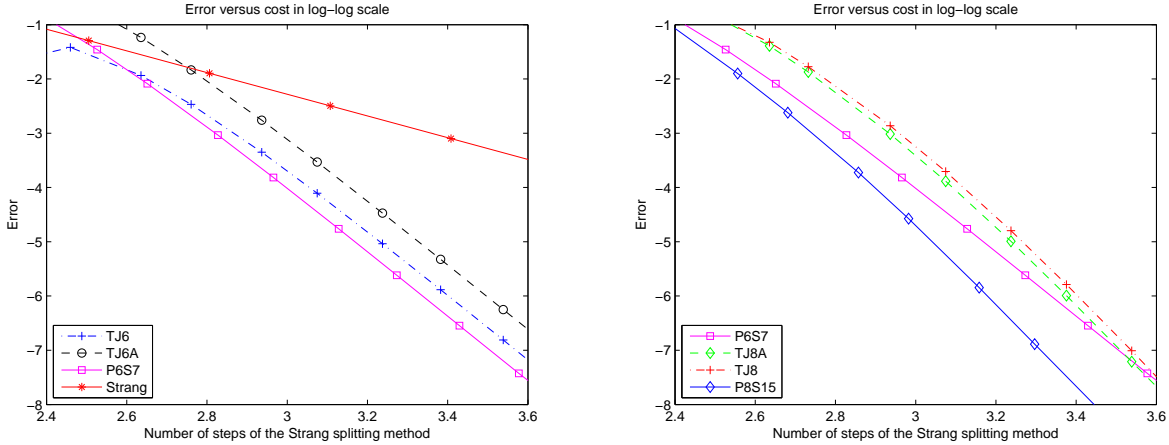 Error versus cost in log−log scale
−1
−2
−3
−4
−5
−6
−7
−8
Error
TJ6
TJ6A
P6S7
Strang
2.4 2.6 2.8 3 3.2 3.4 3.6
Number of steps of the Strang splitting method
Error versus cost in log−log scale
−1
−2
−3
−4
−5
−6
−7
−8
Error
P6S7
TJ8A
TJ8
P8S15
2.4 2.6 2.8 3 3.2 3.4 3.6
Number of steps of the Strang splitting method